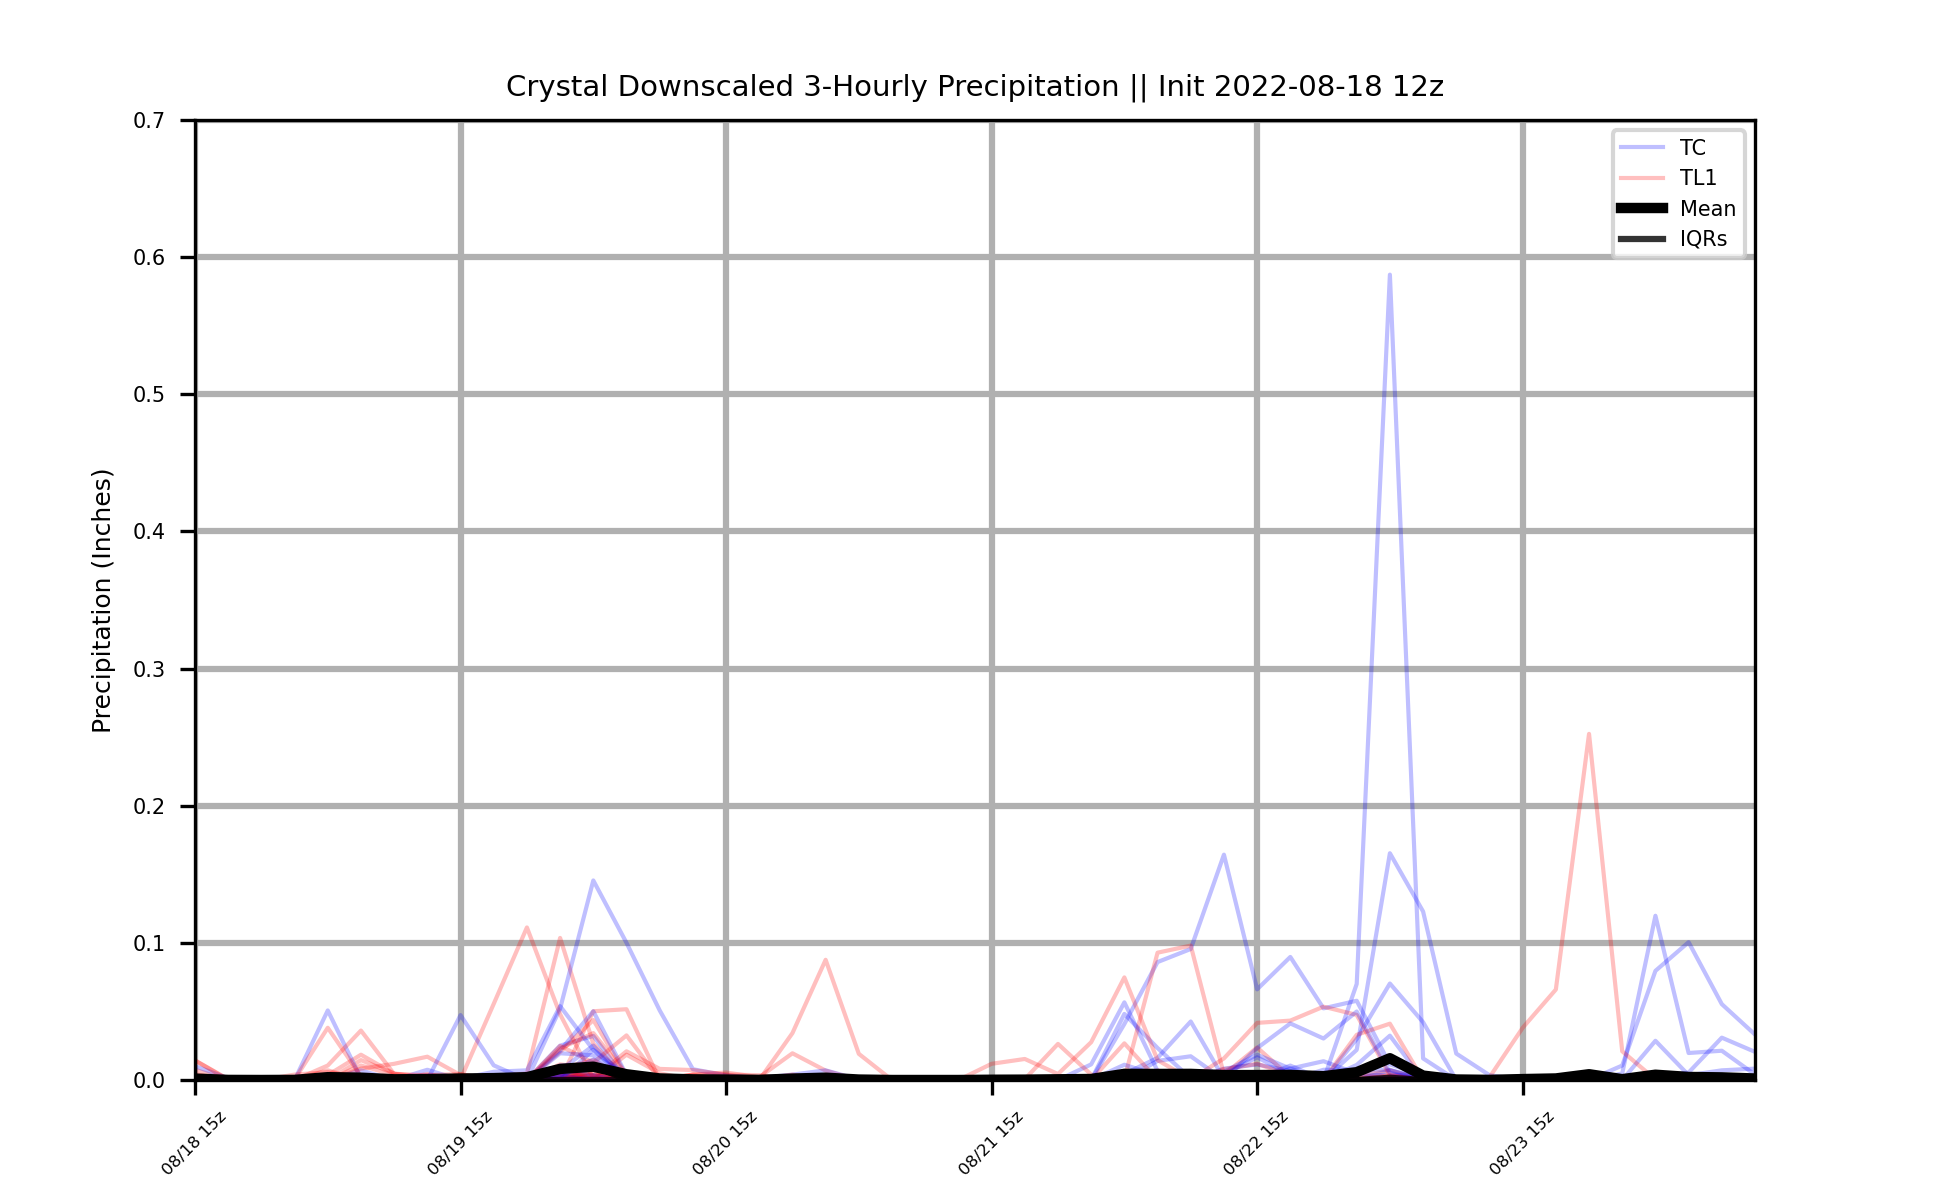 Crystal Downscaled 3-Hourly Precipitation || Init 2022-08-18 12z
TC
TL1
Mean
IQRs
Precipitation (Inches)
0.7
0.6
0.5
0.4
0.3
0.2
0.1
0.0
08/18 15z
08/19 15z
08/20 15z
08/21 15z
08/22 15z
08/23 15z